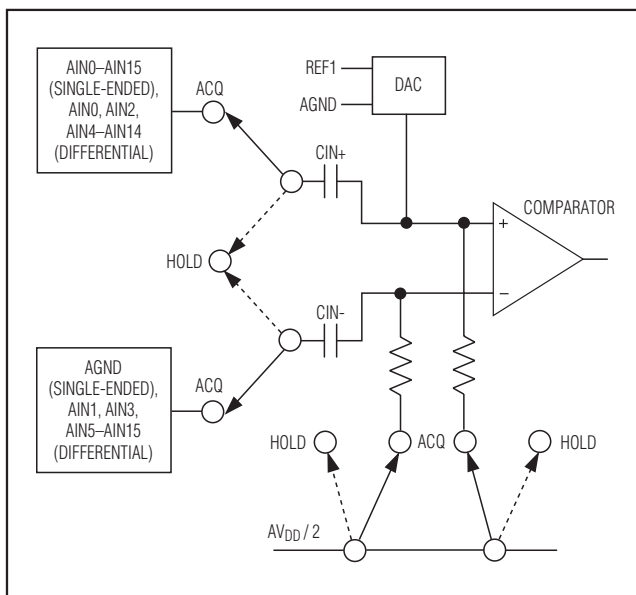 AIN0–AIN15
(SINGLE-ENDED),
AIN0, AIN2,
AIN4–AIN14
(DIFFERENTIAL)
ACQ
REF1
AGND
DAC
CIN+
COMPARATOR
+
−
HOLD
CIN-
AGND
(SINGLE-ENDED),
AIN1, AIN3,
AIN5–AIN15
(DIFFERENTIAL)
ACQ
HOLD
ACQ
HOLD
AVDD / 2